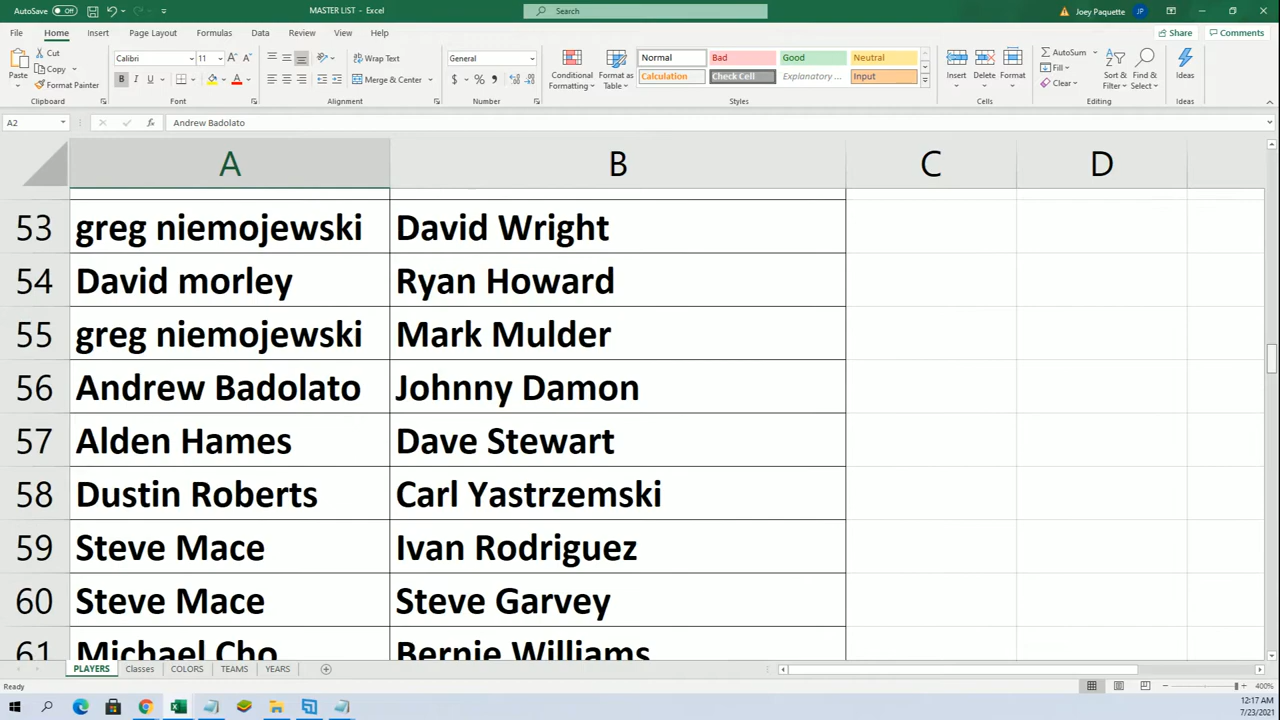 AutoSave Off MASTER LIST - Excel Search Joey Paquette JP
File Home Insert Page Layout Formulas Data Review View Help Share Comments
Paste Cut Copy Format Painter Clipboard
Calibri 11 A A B I U A Font
ab Wrap Text Merge & Center Alignment
General $ % , Number
Conditional Formatting Format as Table
Normal Bad Good Neutral
Calculation Check Cell Explanatory ... Input
Styles
Insert Delete Format Cells
AutoSum Fill Clear Sort & Filter Find & Select Editing
Ideas Ideas
A2 fx Andrew Badolato
A B C D
53 greg niemojewski David Wright
54 David morley Ryan Howard
55 greg niemojewski Mark Mulder
56 Andrew Badolato Johnny Damon
57 Alden Hames Dave Stewart
58 Dustin Roberts Carl Yastrzemski
59 Steve Mace Ivan Rodriguez
60 Steve Mace Steve Garvey
61 Michael Cho Bernie Williams
PLAYERS Classes COLORS TEAMS YEARS
Ready 400%
12:17 AM
7/23/2021